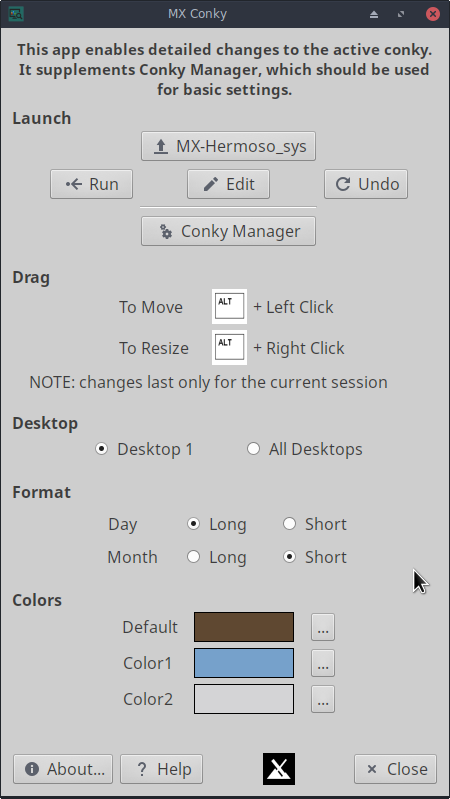 MX Conky
This app enables detailed changes to the active conky.
It supplements Conky Manager, which should be used
for basic settings.
Launch
MX-Hermoso_sys
Run Edit Undo
Conky Manager
Drag
To Move ALT + Left Click
To Resize ALT + Right Click
NOTE: changes last only for the current session
Desktop
Desktop 1 All Desktops
Format
Day Long Short
Month Long Short
Colors
Default ...
Color1 ...
Color2 ...
About... Help Close